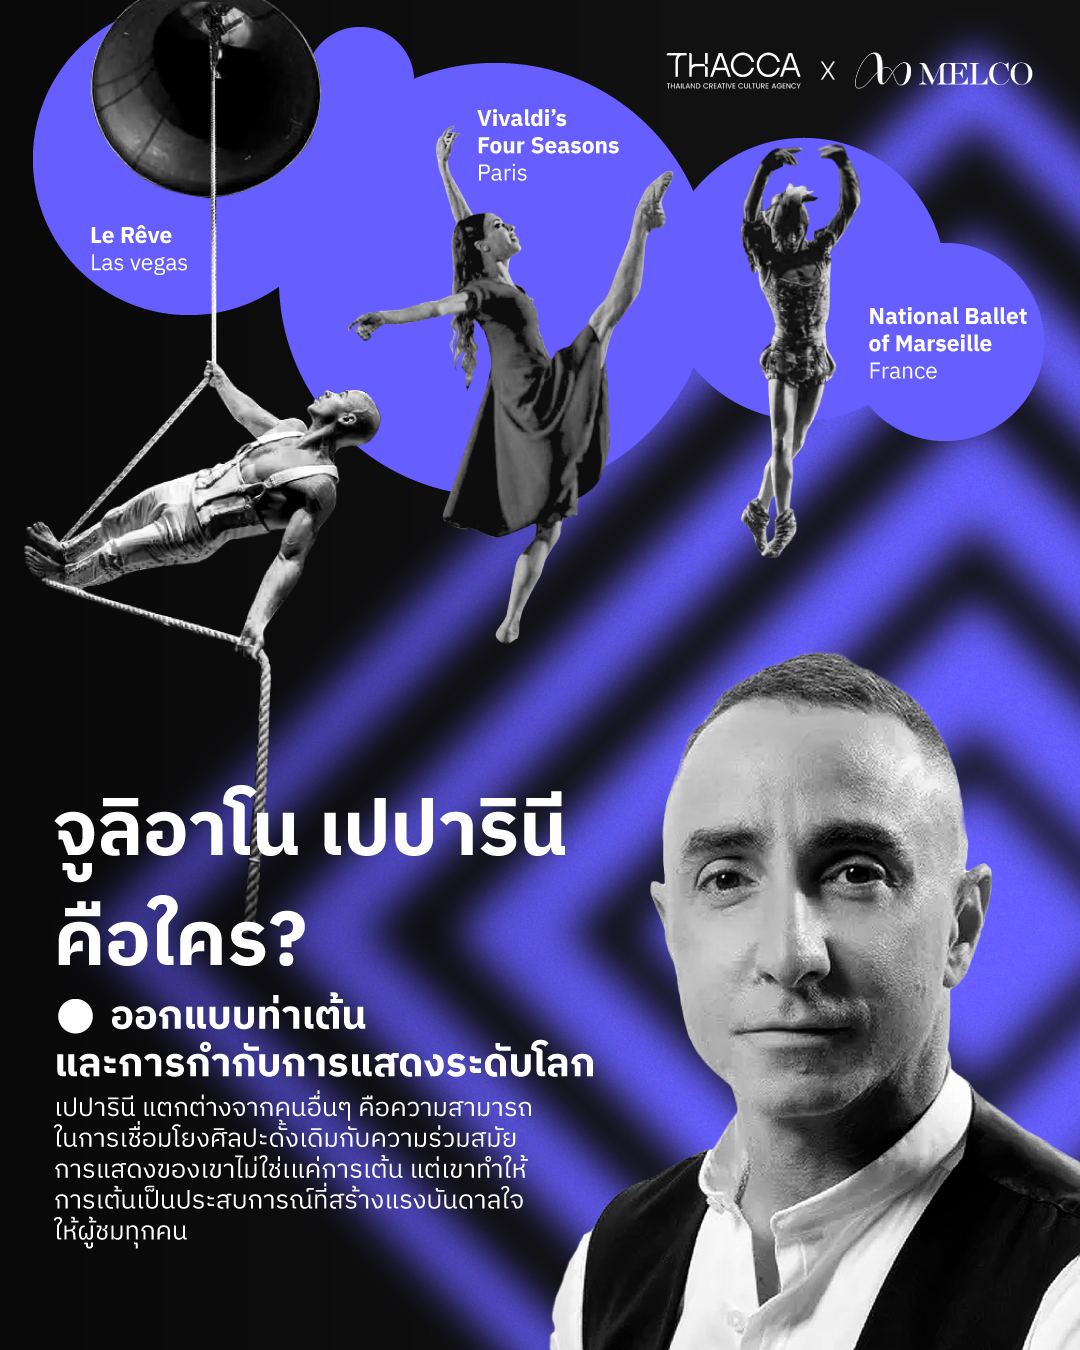 THACCA X MELCO
THAILAND CREATIVE CULTURE AGENCY
Vivaldi's
Four Seasons
Paris
Le Rêve
Las vegas
National Ballet
of Marseille
France
จูลิอาโน เปปารินี
คือใคร?
● ออกแบบท่าเต้น
และการกำกับการแสดงระดับโลก
เปปารินี แตกต่างจากคนอื่นๆ คือความสามารถ
ในการเชื่อมโยงศิลปะดั้งเดิมกับความร่วมสมัย
การแสดงของเขาไม่ใช่เแค่การเต้น แต่เขาทำให้
การเต้นเป็นประสบการณ์ที่สร้างแรงบันดาลใจ
ให้ผู้ชมทุกคน